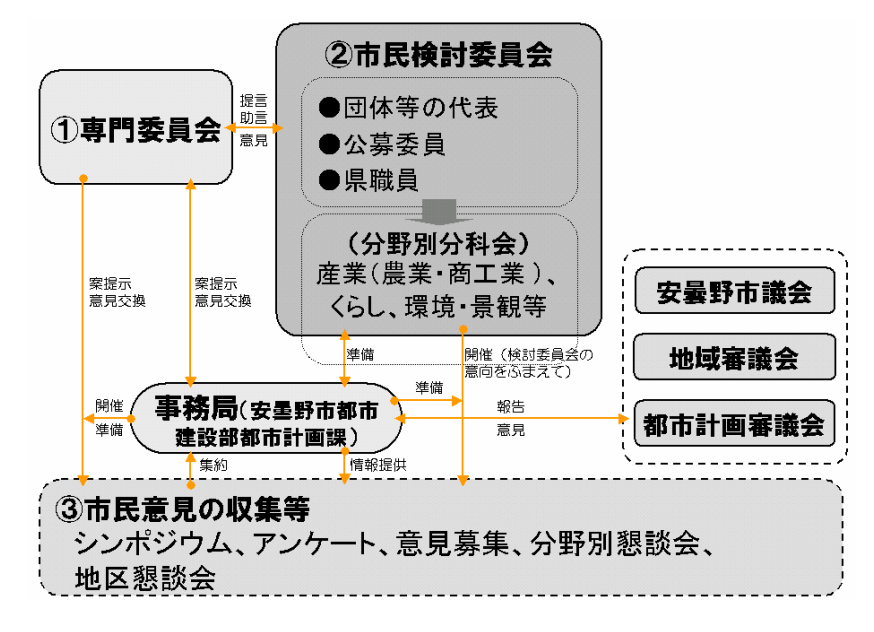 ②市民検討委員会
●団体等の代表
●公募委員
●県職員
①専門委員会
提言
助言
意見
（分野別分科会）
産業（農業・商工業）、
くらし、環境・景観等
案提示
意見交換
案提示
意見交換
安曇野市議会
地域審議会
都市計画審議会
準備
開催（検討委員会の
意向をふまえて）
準備
開催
準備
事務局（安曇野市都市
建設部都市計画課）
報告
意見
集約
情報提供
③市民意見の収集等
シンポジウム、アンケート、意見募集、分野別懇談会、
地区懇談会